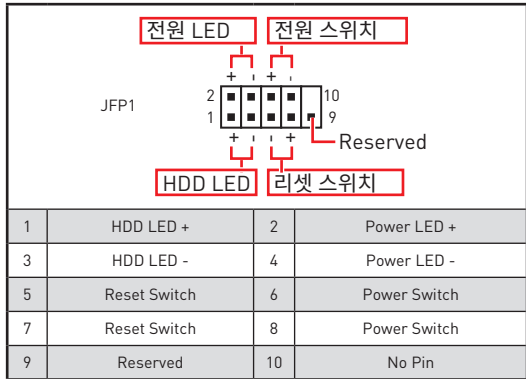 전원 LED 전원 스위치
+ - + -
JFP1
2 10
1 9
+ - - +
Reserved
HDD LED 리셋 스위치
1 HDD LED + 2 Power LED +
3 HDD LED - 4 Power LED -
5 Reset Switch 6 Power Switch
7 Reset Switch 8 Power Switch
9 Reserved 10 No Pin